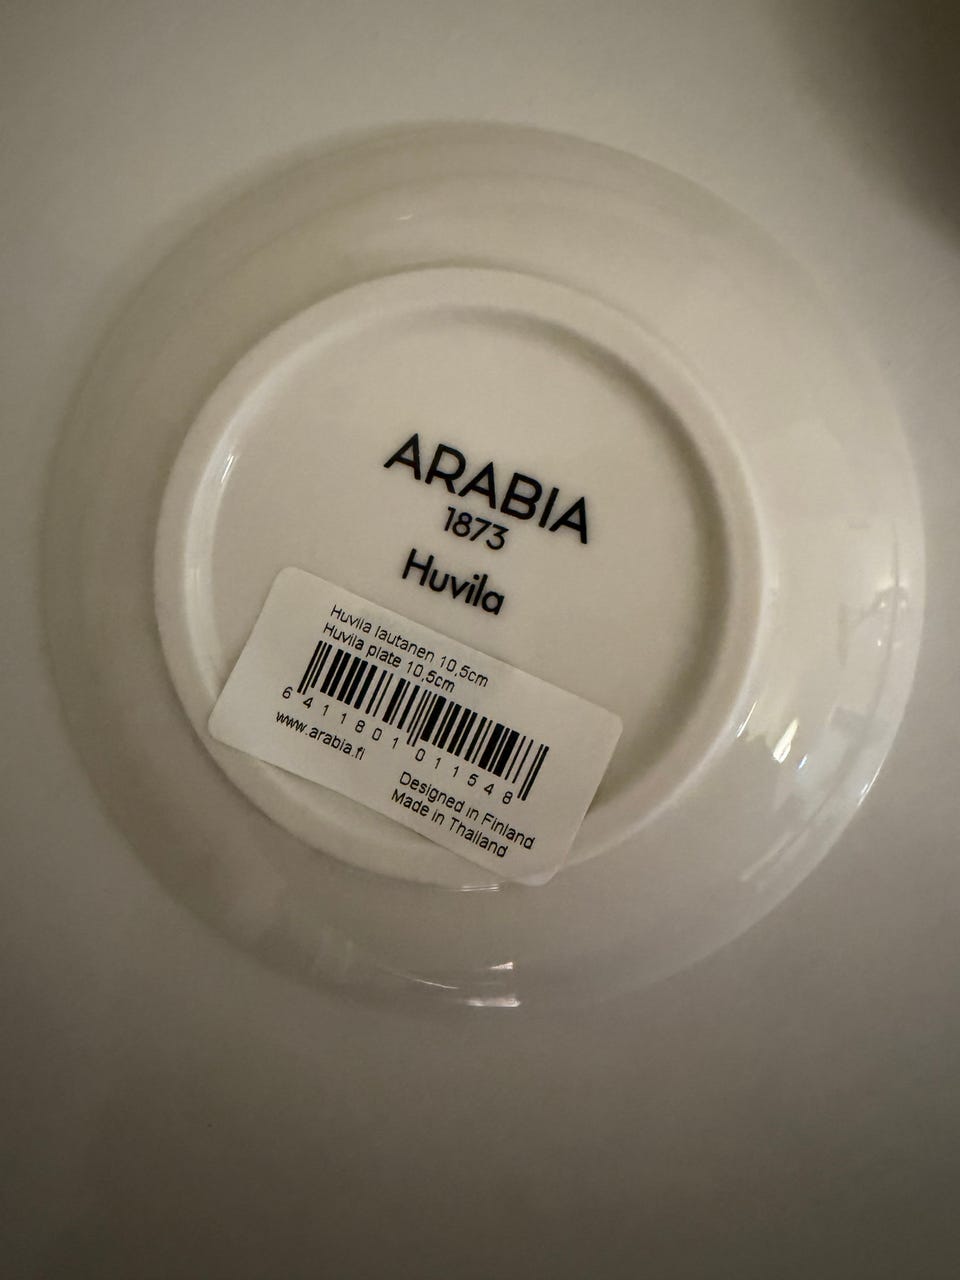 ARABIA
1873
Huvila
Huvila lautanen 10,5cm
Huvila plate 10,5cm
6 411801 011548
www.arabia.fi
Designed in Finland
Made in Thailand